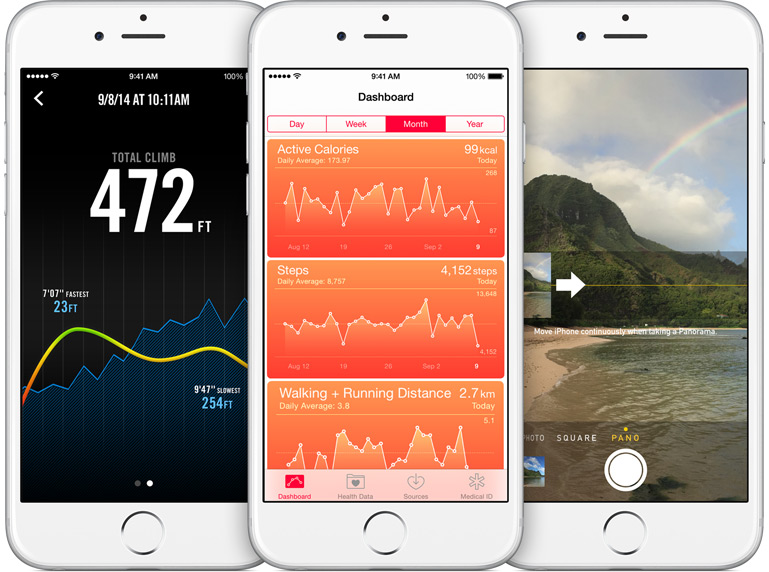 9:41 AM
100%
9/8/14 AT 10:11AM
TOTAL CLIMB
472 FT
7'07" FASTEST
23FT
9'47" SLOWEST
254FT
9:41 AM
100%
Dashboard
Day Week Month Year
Active Calories 99 kcal
Daily Average: 173.97 Today
268
87
Aug 12 19 26 Sep 2 9
Steps 4,152 steps
Daily Average: 8,757 Today
13,648
4,152
Aug 12 19 26 Sep 2 9
Walking + Running Distance 2.7 km
Daily Average: 3.8 Today
5.1
Dashboard Health Data Sources Medical ID
Move iPhone continuously when taking a Panorama.
HOTO SQUARE PANO